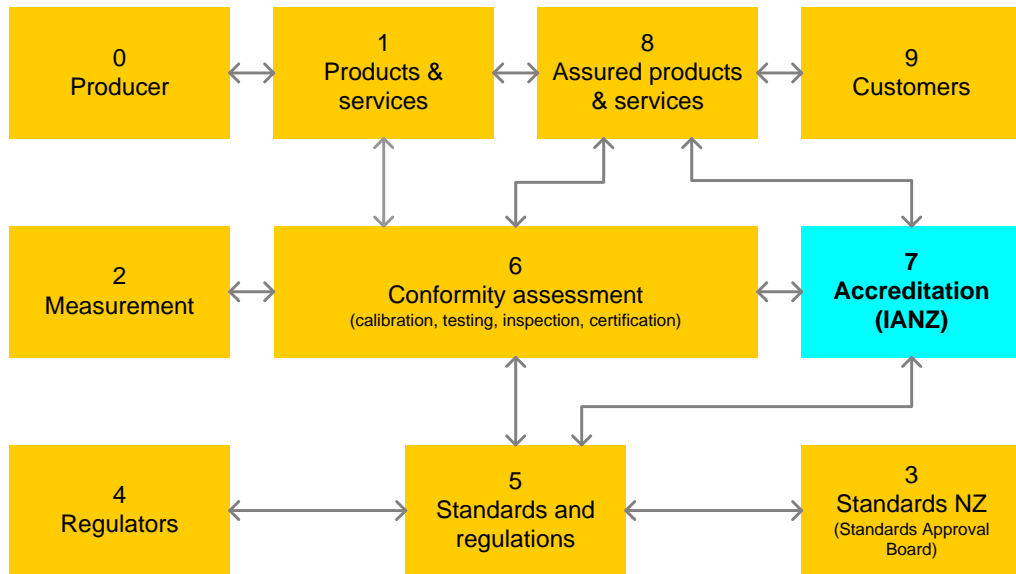 0
Producer
1
Products &
services
8
Assured products
& services
9
Customers
2
Measurement
6
Conformity assessment
(calibration, testing, inspection, certification)
7
Accreditation
(IANZ)
4
Regulators
5
Standards and
regulations
3
Standards NZ
(Standards Approval
Board)